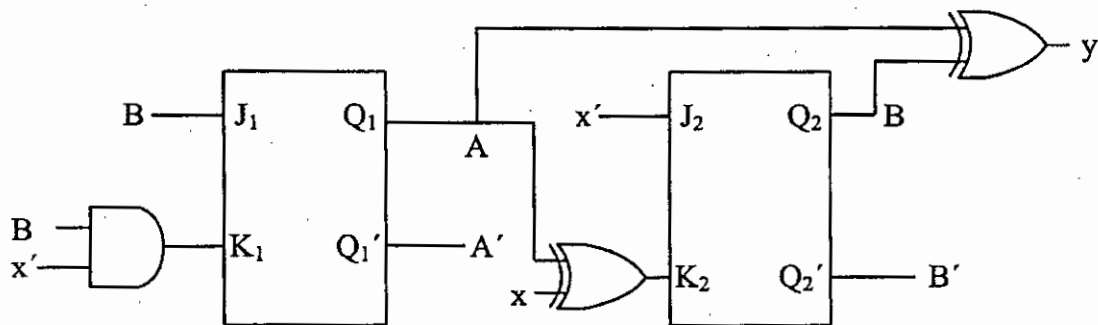 y
B J₁ Q₁ x′ J₂ Q₂ B
A
B
x′ K₁ Q₁′ A′ x K₂ Q₂′ B′